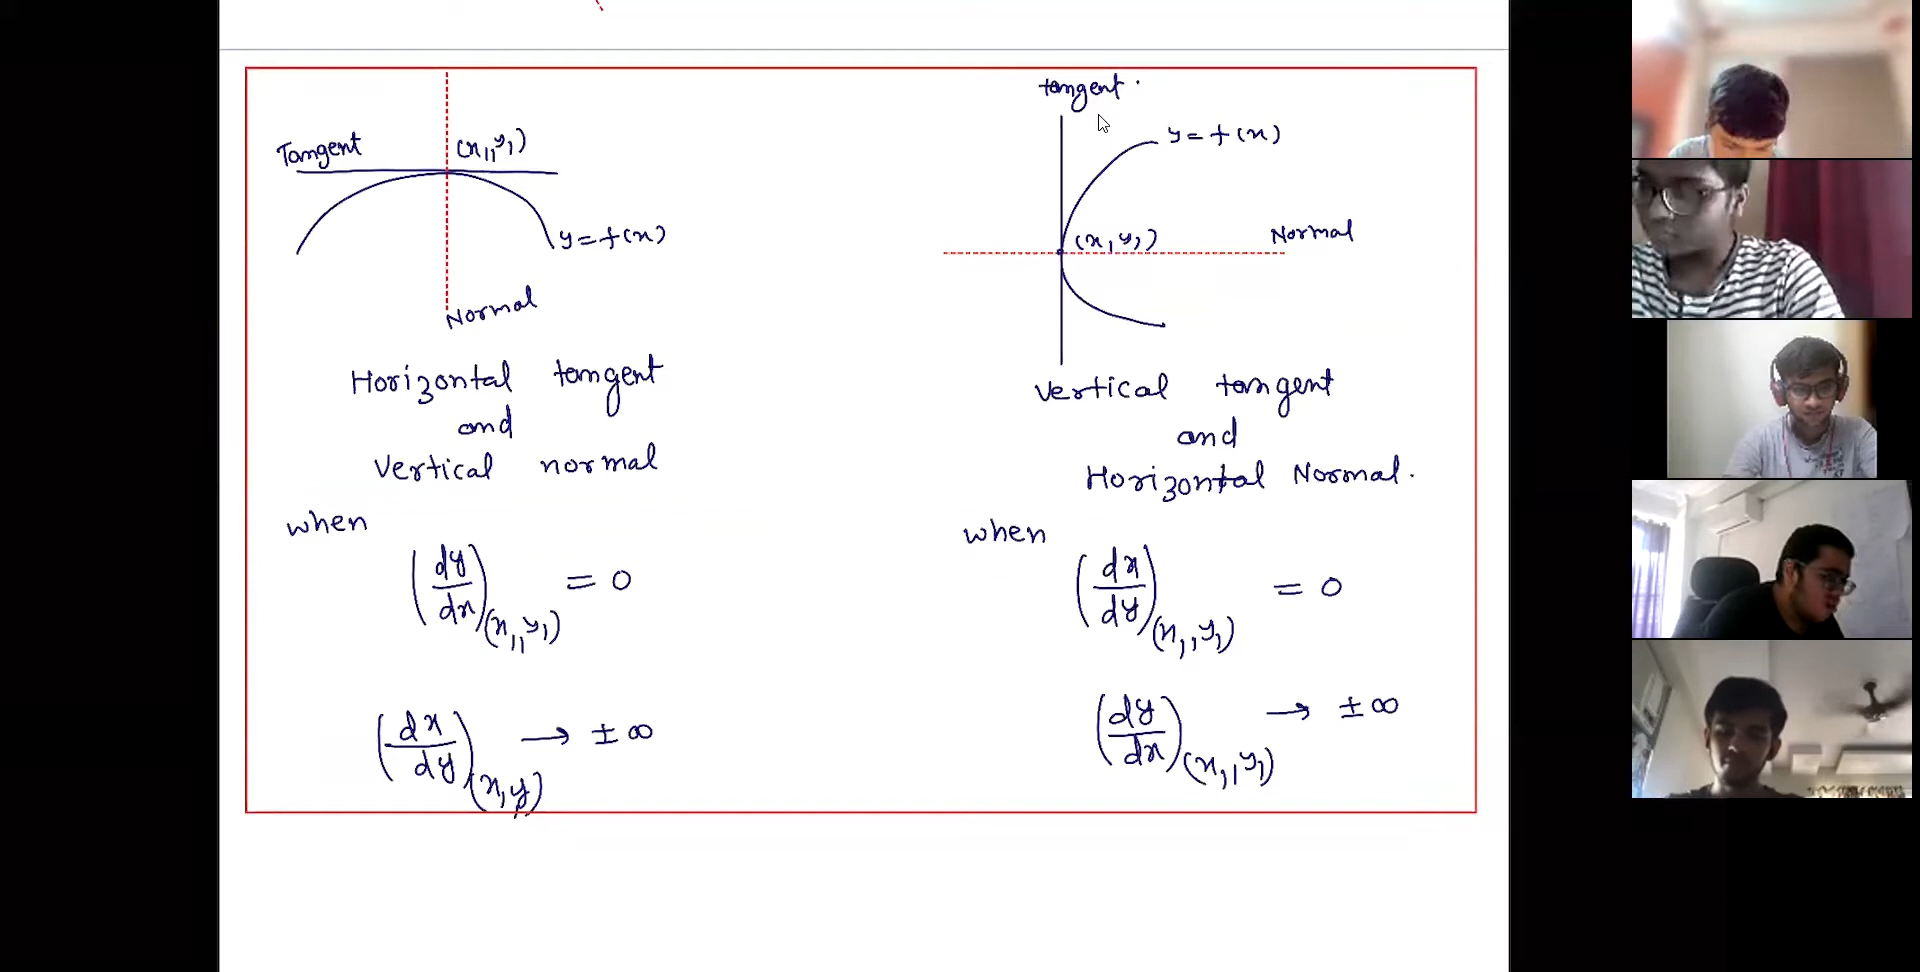 Tangent
(x₁, y₁)
y = f(x)
Normal
Horizontal tangent
and
Vertical normal
when
(dy/dx)(x₁, y₁) = 0
(dx/dy)(x, y) → ± ∞
tangent.
y = f(x)
(x₁, y₁)
Normal
Vertical tangent
and
Horizontal Normal.
when
(dx/dy)(x₁, y₁) = 0
(dy/dx)(x₁, y₁) → ± ∞